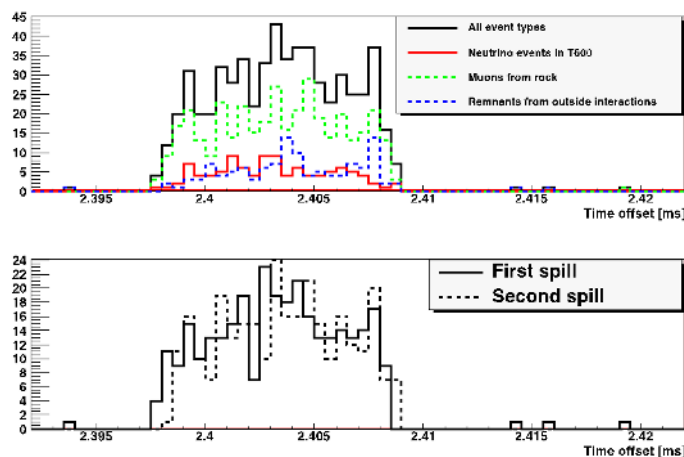 45
40
35
30
25
20
15
10
5
0
All event types
Neutrino events in T600
Muons from rock
Remnants from outside interactions
2.395 2.4 2.405 2.41 2.415 2.42
Time offset [ms]
24
22
20
18
16
14
12
10
8
6
4
2
0
First spill
Second spill
2.395 2.4 2.405 2.41 2.415 2.42
Time offset [ms]